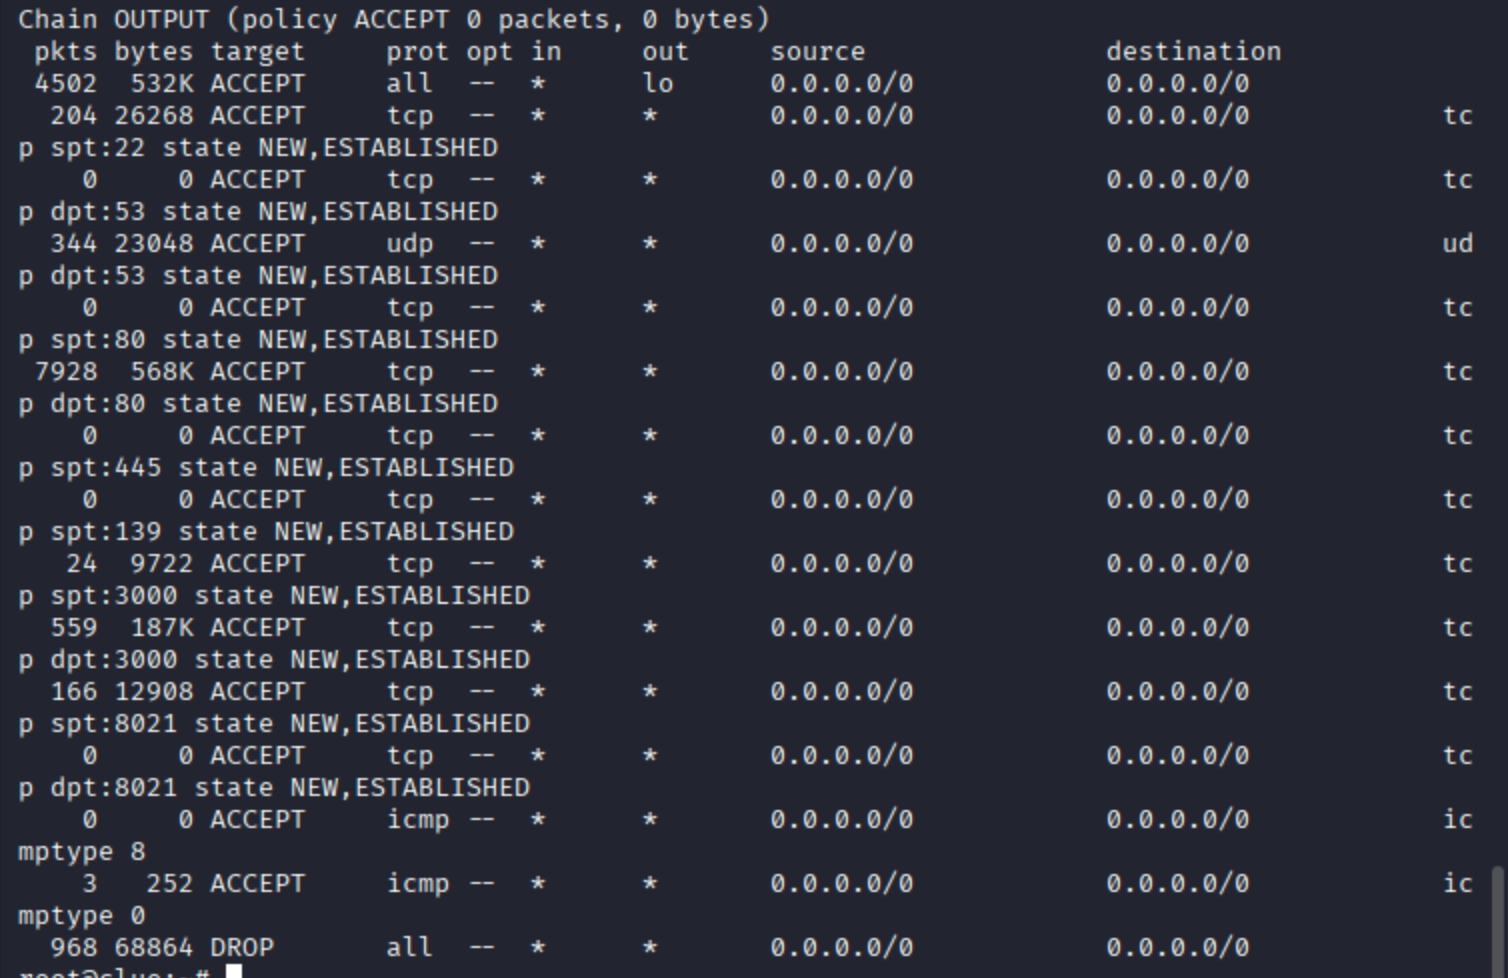 Chain OUTPUT (policy ACCEPT 0 packets, 0 bytes)
 pkts bytes target     prot opt in     out     source               destination
 4502  532K ACCEPT     all  --  *      lo      0.0.0.0/0            0.0.0.0/0
  204 26268 ACCEPT     tcp  --  *      *       0.0.0.0/0            0.0.0.0/0            tc
p spt:22 state NEW,ESTABLISHED
    0     0 ACCEPT     tcp  --  *      *       0.0.0.0/0            0.0.0.0/0            tc
p dpt:53 state NEW,ESTABLISHED
  344 23048 ACCEPT     udp  --  *      *       0.0.0.0/0            0.0.0.0/0            ud
p dpt:53 state NEW,ESTABLISHED
    0     0 ACCEPT     tcp  --  *      *       0.0.0.0/0            0.0.0.0/0            tc
p spt:80 state NEW,ESTABLISHED
 7928  568K ACCEPT     tcp  --  *      *       0.0.0.0/0            0.0.0.0/0            tc
p dpt:80 state NEW,ESTABLISHED
    0     0 ACCEPT     tcp  --  *      *       0.0.0.0/0            0.0.0.0/0            tc
p spt:445 state NEW,ESTABLISHED
    0     0 ACCEPT     tcp  --  *      *       0.0.0.0/0            0.0.0.0/0            tc
p spt:139 state NEW,ESTABLISHED
   24  9722 ACCEPT     tcp  --  *      *       0.0.0.0/0            0.0.0.0/0            tc
p spt:3000 state NEW,ESTABLISHED
  559  187K ACCEPT     tcp  --  *      *       0.0.0.0/0            0.0.0.0/0            tc
p dpt:3000 state NEW,ESTABLISHED
  166 12908 ACCEPT     tcp  --  *      *       0.0.0.0/0            0.0.0.0/0            tc
p spt:8021 state NEW,ESTABLISHED
    0     0 ACCEPT     tcp  --  *      *       0.0.0.0/0            0.0.0.0/0            tc
p dpt:8021 state NEW,ESTABLISHED
    0     0 ACCEPT     icmp --  *      *       0.0.0.0/0            0.0.0.0/0            ic
mptype 8
    3   252 ACCEPT     icmp --  *      *       0.0.0.0/0            0.0.0.0/0            ic
mptype 0
  968 68864 DROP       all  --  *      *       0.0.0.0/0            0.0.0.0/0
root@clue:~#